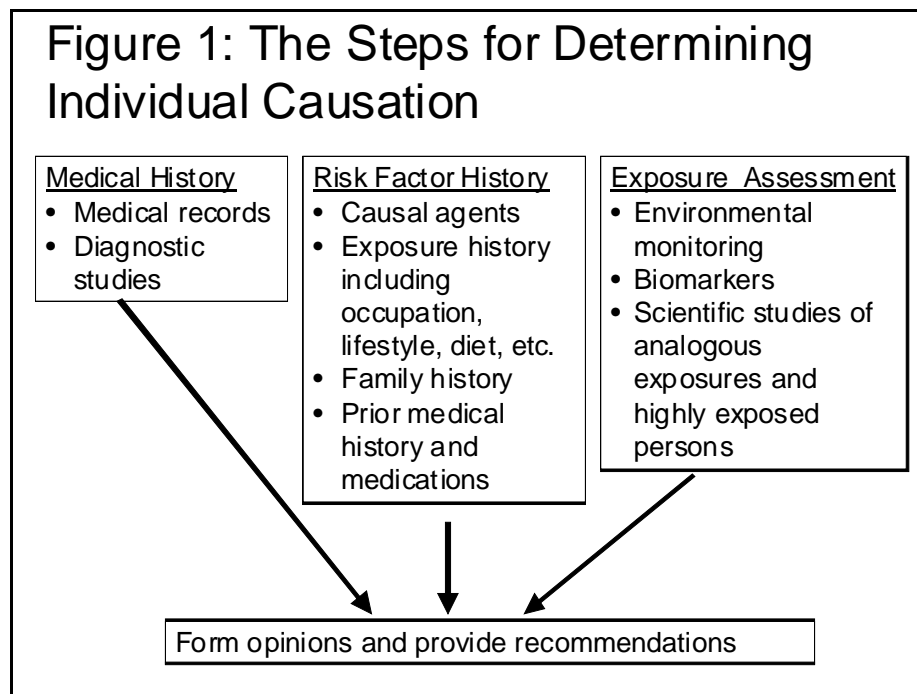 Figure 1: The Steps for Determining
Individual Causation
Medical History
• Medical records
• Diagnostic
studies
Risk Factor History
• Causal agents
• Exposure history
including
occupation,
lifestyle, diet, etc.
• Family history
• Prior medical
history and
medications
Exposure Assessment
• Environmental
monitoring
• Biomarkers
• Scientific studies of
analogous
exposures and
highly exposed
persons
Form opinions and provide recommendations